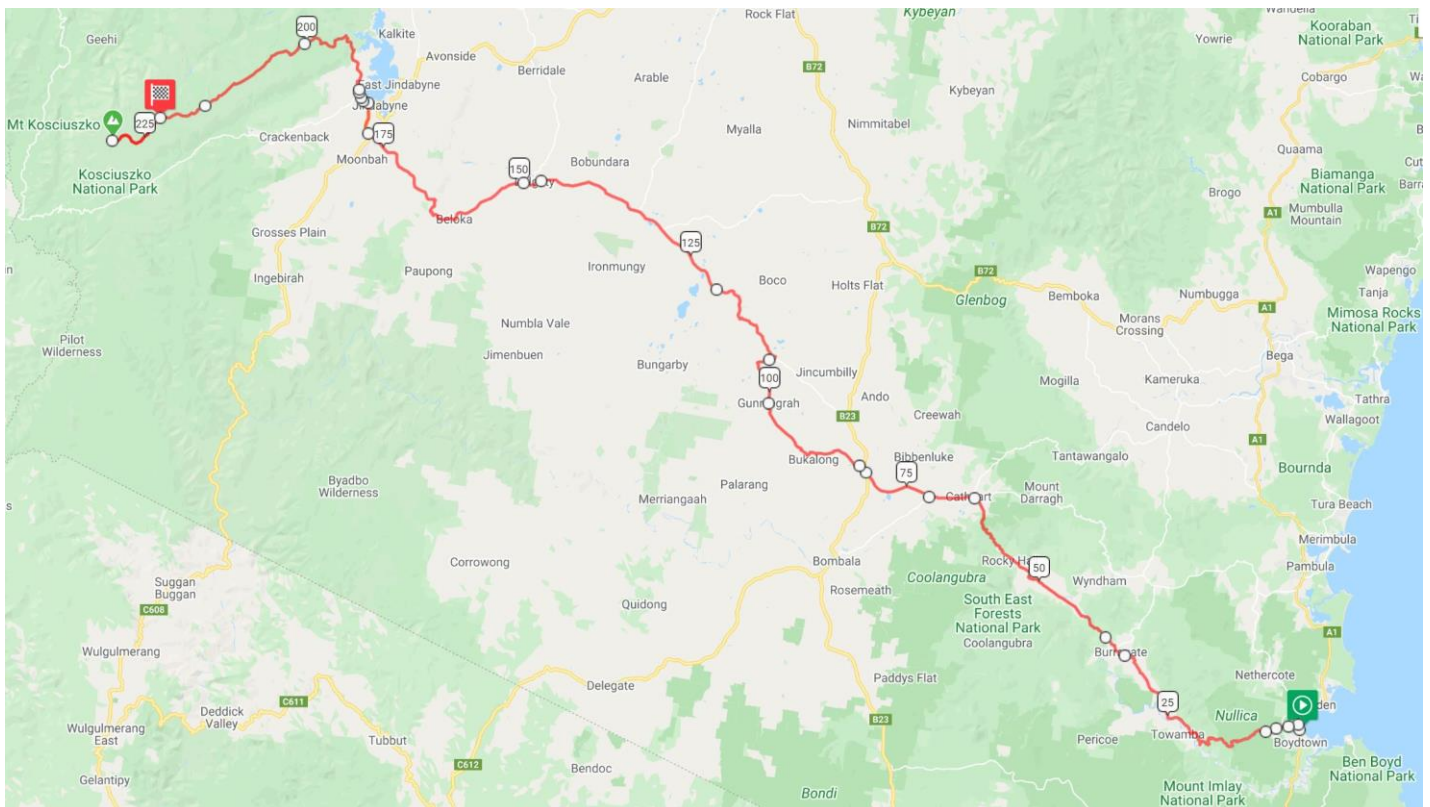 Rock Flat
Kybeyan
Wandella
Kooraban
National Park
Geehi
200
Kalkite
Avonside
Yowrie
Cobargo
Berridale
Arable
B72
East Jindabyne
Jindabyne
Kybeyan
Mt Kosciuszko
225
Crackenback
175
Myalla
Nimmitabel
Quaama
Moonbah
Bobundara
Kosciuszko
National Park
150
Biamanga
National Park
Brogo
A1
Mumbulla
Mountain
Beloka
B72
Grosses Plain
125
Ironmungy
Boco
Holts Flat
B72
Wapengo
Ingebirah
Paupong
Glenbog
Bemboka
Numbugga
Tanja
Mimosa Rocks
National Park
A1
Morans
Crossing
Numbla Vale
Pilot
Wilderness
Jimenbuen
Bungarby
Jincumbilly
Bega
100
Mogilla
Kameruka
Tathra
Ando
Wallagoot
B23
Creewah
Candelo
A1
Bukalong
Bibbenluke
75
Tantawangalo
Bournda
Byadbo
Wilderness
Palarang
Merriangaah
Cathcart
Mount
Darragh
Tura Beach
Merimbula
Corrowong
Bombala
50
Wyndham
Pambula
Suggan
Buggan
Coolangubra
Rosemeath
South East
Forests
National Park
Quidong
C608
A1
Coolangubra
Wulgulmerang
Nethercote
Delegate
Paddys Flat
25
C611
Deddick
Valley
B23
Nullica
Pericoe
Towamba
Boydtown
Wulgulmerang
East
Tubbut
C612
Bendoc
Ben Boyd
National Park
Gelantipy
Bondi
Mount Imlay
National Park